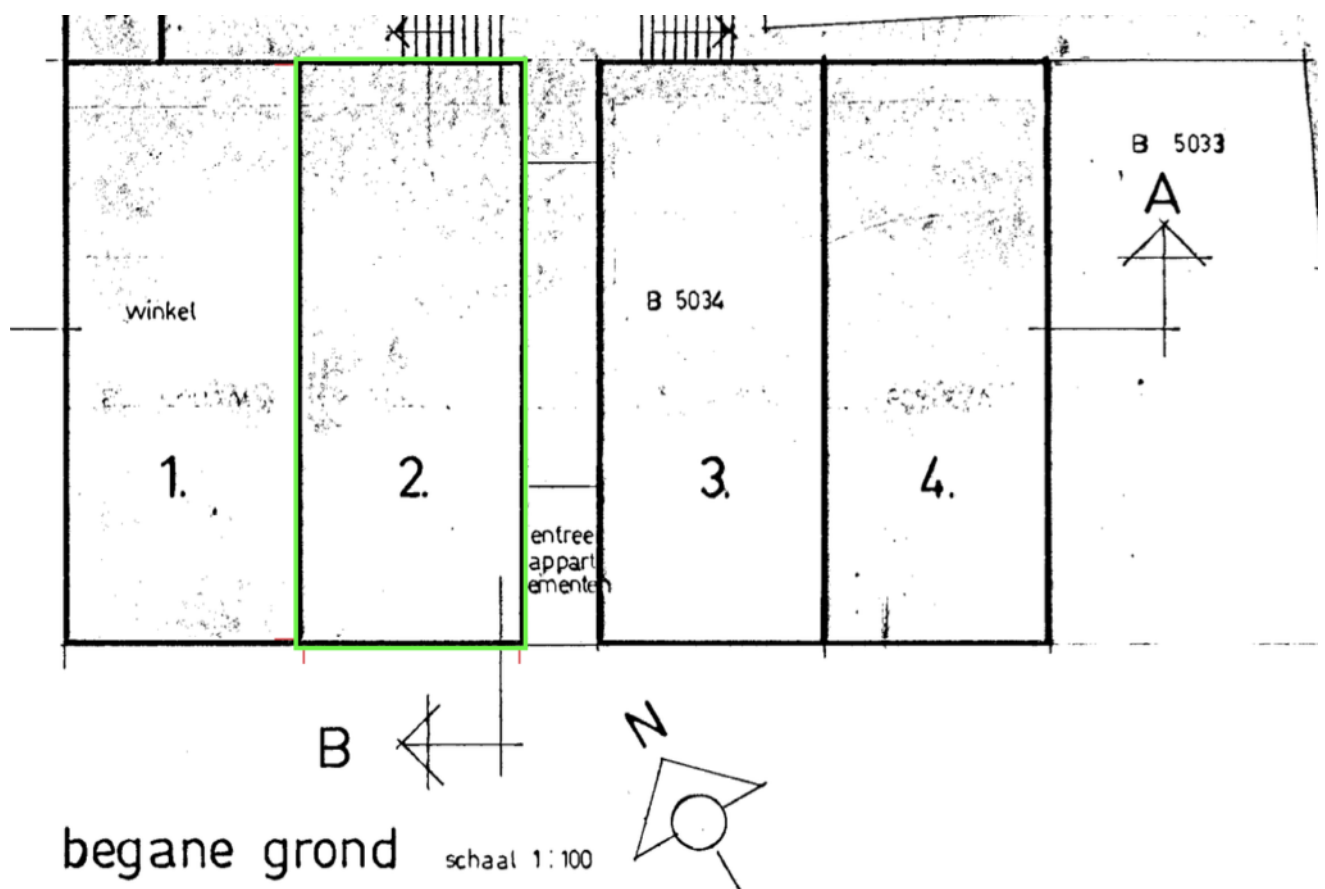 B 5033
A
winkel
B 5034
1.
2.
3.
4.
entree
appart
ementen
N
B
begane grond
schaal 1:100